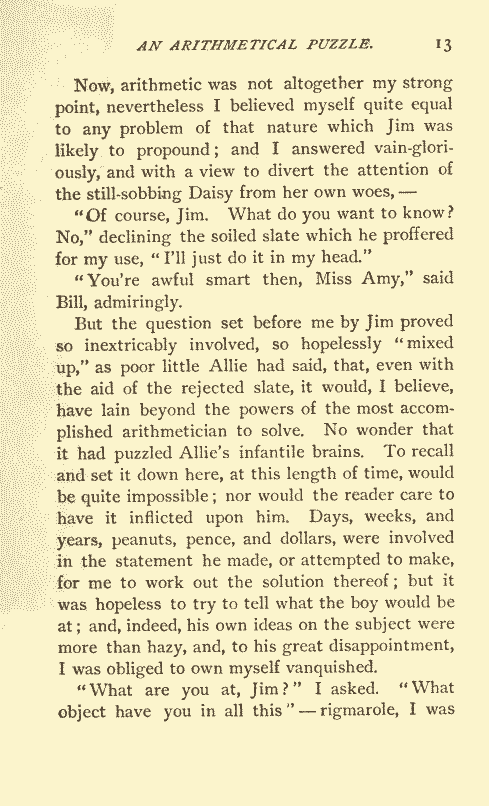 AN ARITHMETICAL PUZZLE. 13
Now, arithmetic was not altogether my strong
point, nevertheless I believed myself quite equal
to any problem of that nature which Jim was
likely to propound; and I answered vain-glori-
ously, and with a view to divert the attention of
the still-sobbing Daisy from her own woes,—
"Of course, Jim. What do you want to know?
No," declining the soiled slate which he proffered
for my use, "I'll just do it in my head."
"You're awful smart then, Miss Amy," said
Bill, admiringly.
But the question set before me by Jim proved
so inextricably involved, so hopelessly "mixed
up," as poor little Allie had said, that, even with
the aid of the rejected slate, it would, I believe,
have lain beyond the powers of the most accom-
plished arithmetician to solve. No wonder that
it had puzzled Allie's infantile brains. To recall
and set it down here, at this length of time, would
be quite impossible; nor would the reader care to
have it inflicted upon him. Days, weeks, and
years, peanuts, pence, and dollars, were involved
in the statement he made, or attempted to make,
for me to work out the solution thereof; but it
was hopeless to try to tell what the boy would be
at; and, indeed, his own ideas on the subject were
more than hazy, and, to his great disappointment,
I was obliged to own myself vanquished.
"What are you at, Jim?" I asked. "What
object have you in all this"—rigmarole, I was